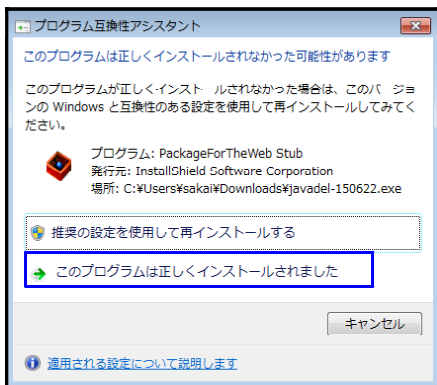 プログラム互換性アシスタント
このプログラムは正しくインストールされなかった可能性があります
このプログラムが正しくインスト ルされなかった場合は、このバ ジョ
ンの Windows と互換性のある設定を使用して再インストールしてみてく
ださい。
プログラム: PackageForTheWeb Stub
発行元: InstallShield Software Corporation
場所: C:¥Users¥sakai¥Downloads¥javadel-150622.exe
推奨の設定を使用して再インストールする
このプログラムは正しくインストールされました
キャンセル
適用される設定について説明します